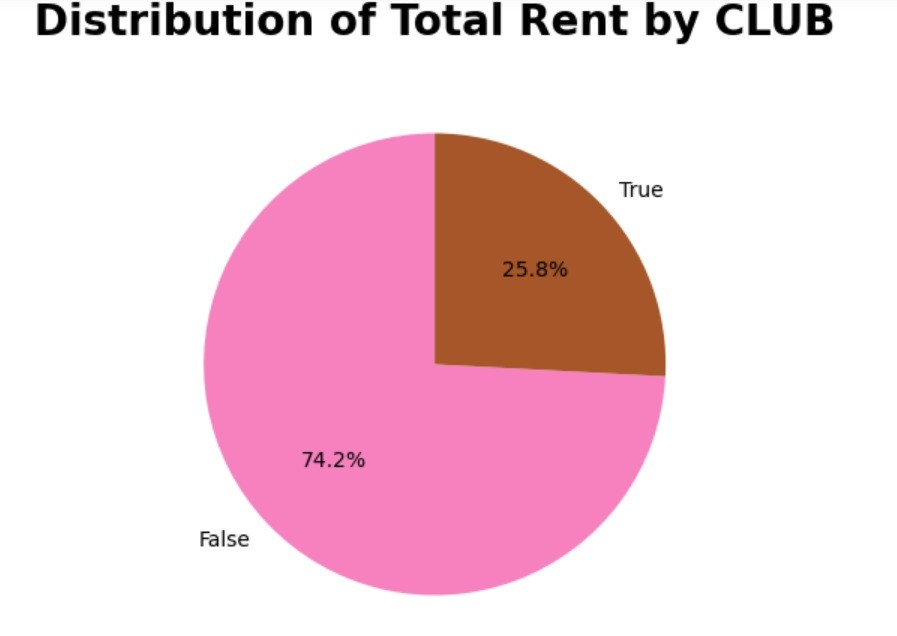 Distribution of Total Rent by CLUB
True
25.8%
74.2%
False